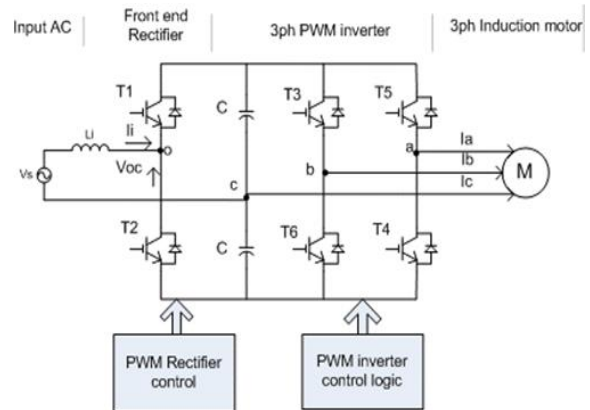 Input AC
Front end
Rectifier
3ph PWM inverter
3ph Induction motor
T1
C
T3
T5
Li
Ii
o
Vs
Voc
c
b
a
Ia
Ib
Ic
M
T2
C
T6
T4
PWM Rectifier
control
PWM inverter
control logic